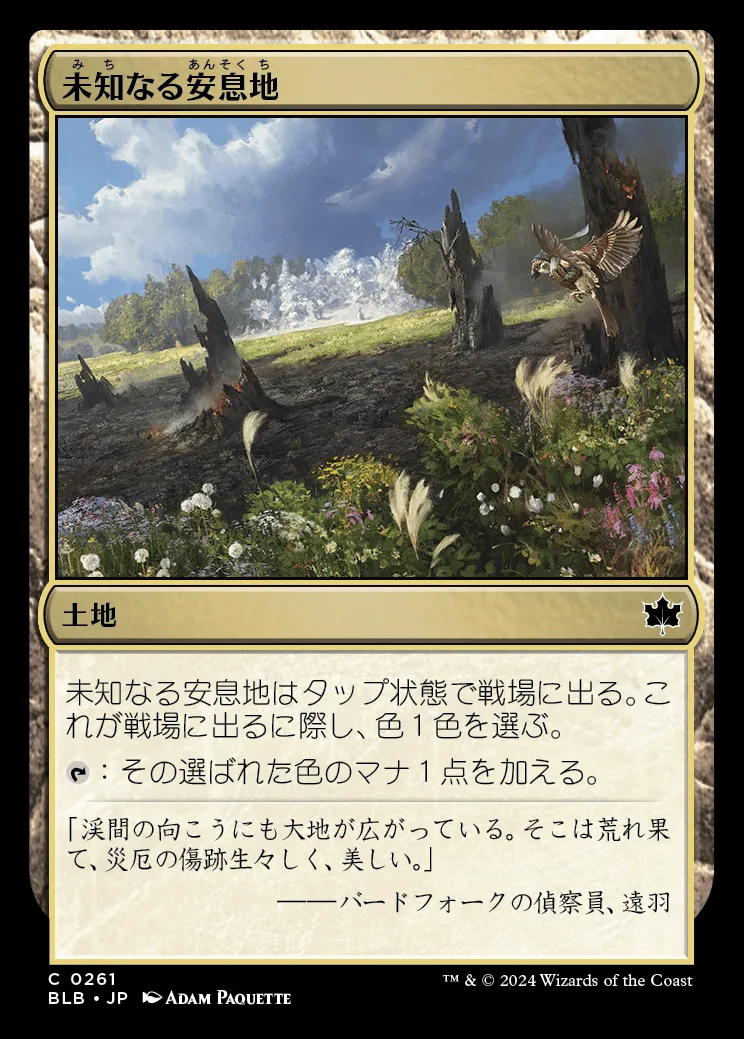 みち あんそくち
未知なる安息地
土地
未知なる安息地はタップ状態で戦場に出る。こ
れが戦場に出るに際し、色1色を選ぶ。
:その選ばれた色のマナ1点を加える。
「渓間の向こうにも大地が広がっている。そこは荒れ果
て、災厄の傷跡生々しく、美しい。」
――バードフォークの偵察員、遠羽
C 0261
BLB • JP Adam Paquette
™ & © 2024 Wizards of the Coast